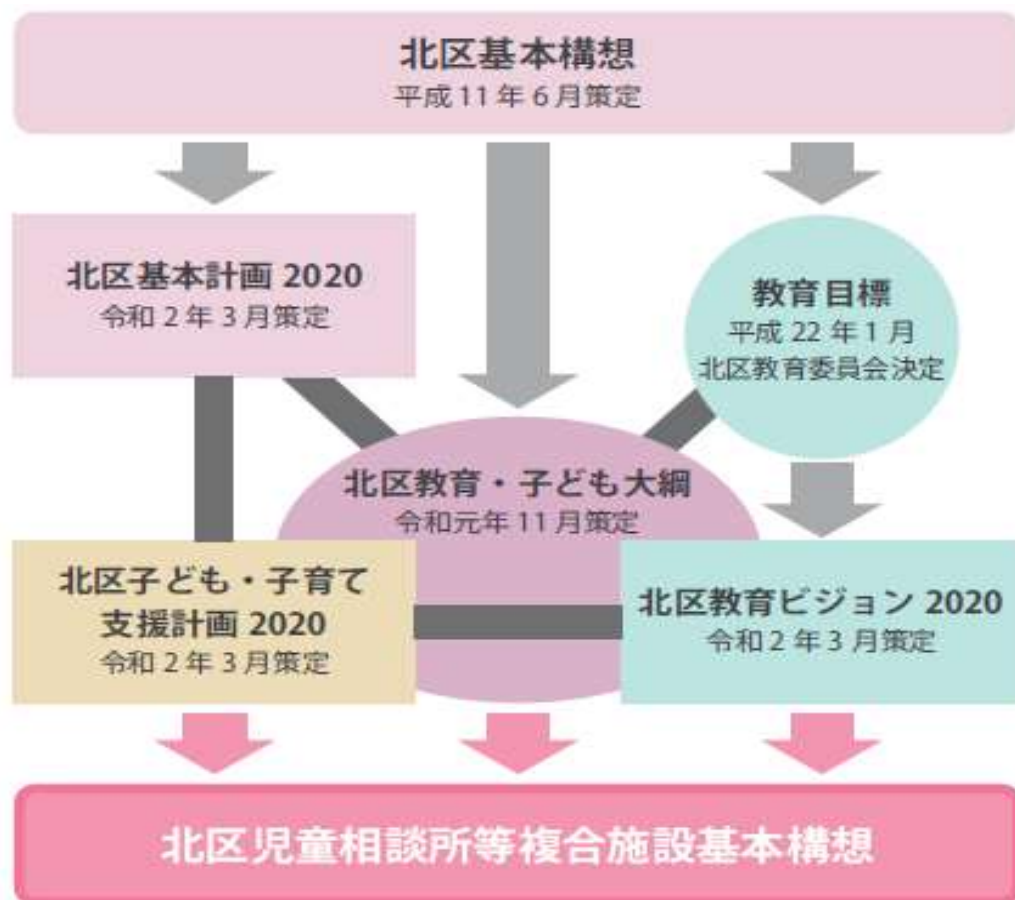 北区基本構想
平成11年6月策定
北区基本計画 2020
令和2年3月策定
教育目標
平成 22 年 1 月
北区教育委員会決定
北区教育・子ども大綱
令和元年 11 月策定
北区子ども・子育て
支援計画 2020
令和2年3月策定
北区教育ビジョン 2020
令和2年3月策定
北区児童相談所等複合施設基本構想